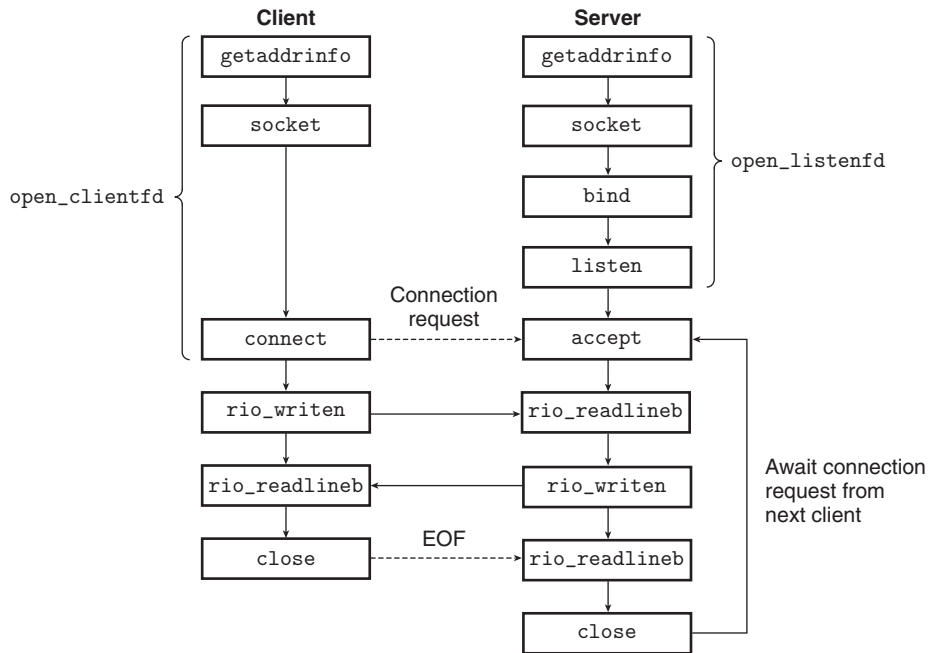 Client Server
getaddrinfo getaddrinfo
socket socket
open_clientfd open_listenfd
bind
listen
Connection
request
connect accept
rio_writen rio_readlineb
rio_readlineb rio_writen
Await connection
request from
next client
EOF
close rio_readlineb
close